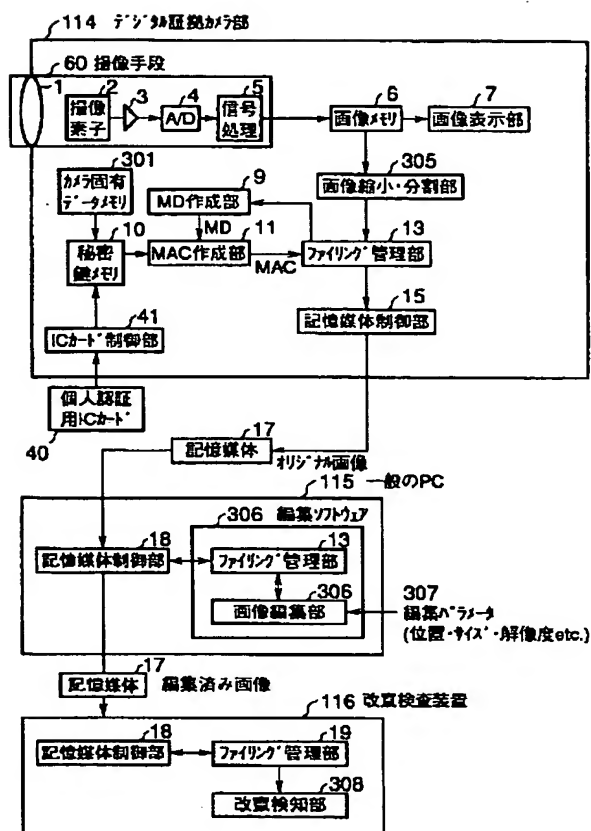 114 デジタル証拠カメラ部
60 撮像手段
1
2
3
4
5
6
7
撮像素子
A/D
信号処理
画像メモリ
画像表示部
301
カメラ固有データメモリ
9
MD作成部
305
画像縮小・分割部
MD
10
秘密鍵メモリ
11
MAC作成部
MAC
13
ファイリング管理部
15
記憶媒体制御部
41
ICカード制御部
個人認証用ICカード
40
17
記憶媒体
オリジナル画像
115 一般のPC
306 編集ソフトウェア
18
記憶媒体制御部
13
ファイリング管理部
306
画像編集部
307
編集パラメータ
(位置・サイズ・解像度etc.)
17
記憶媒体
編集済み画像
116 改竄検査装置
18
記憶媒体制御部
19
ファイリング管理部
308
改竄検知部